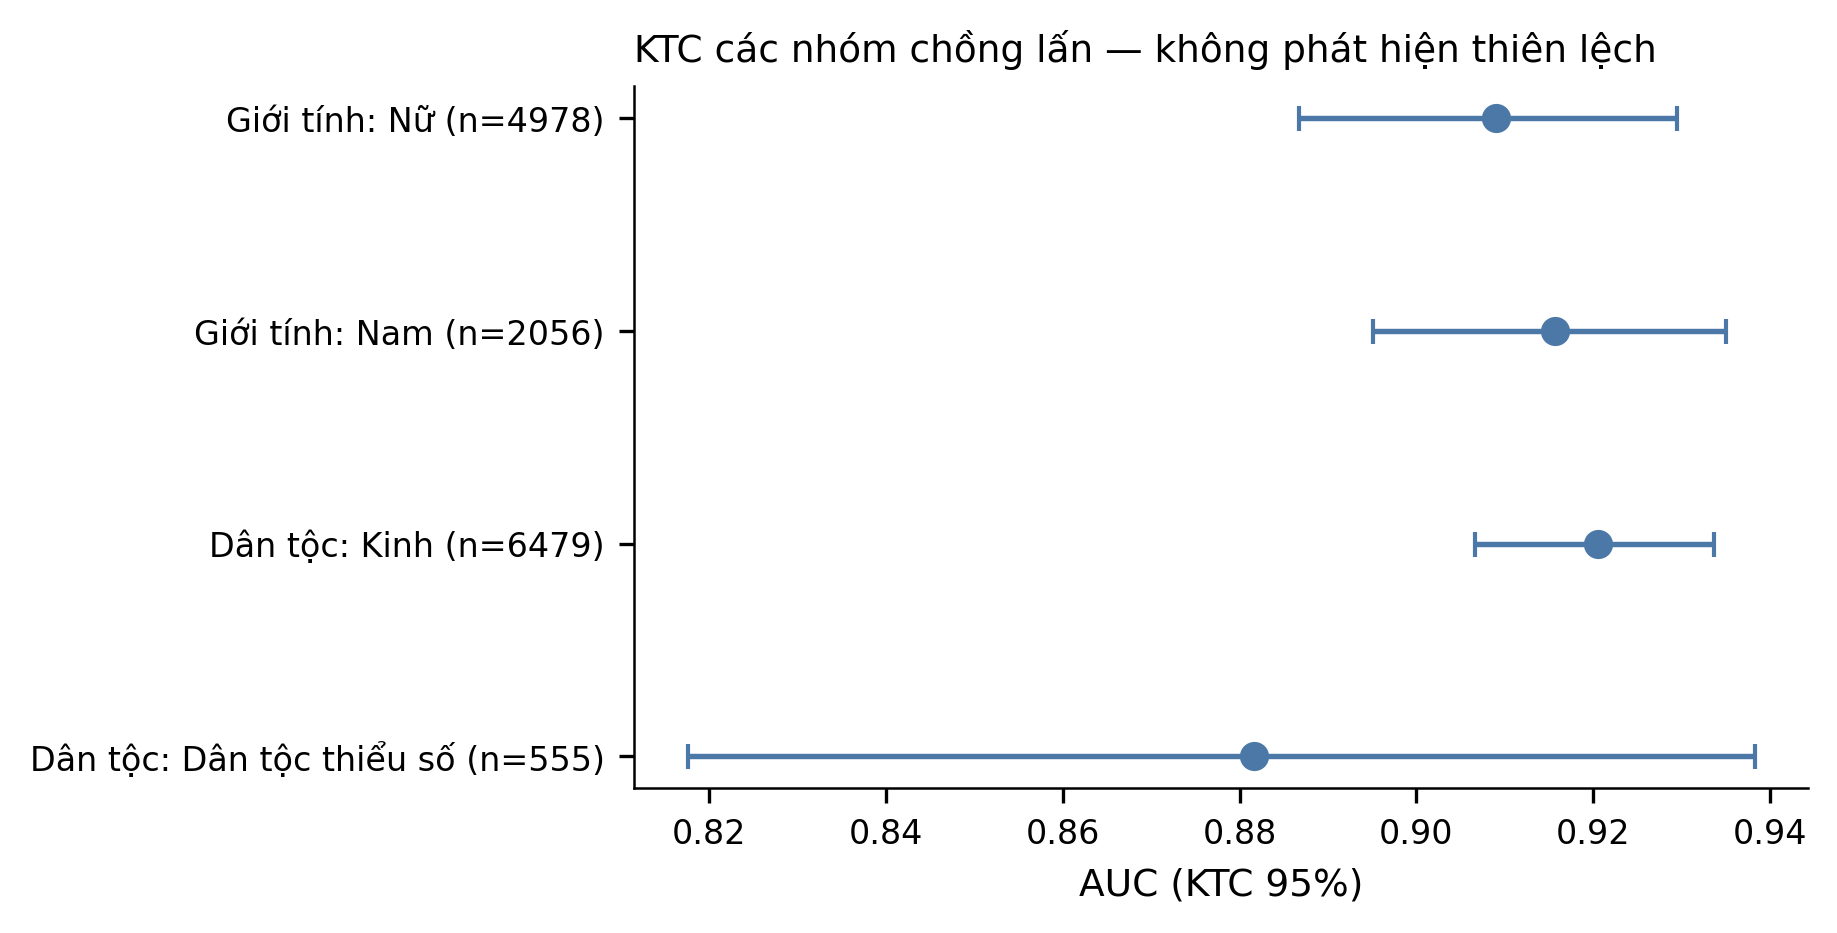 KTC các nhóm chồng lấn — không phát hiện thiên lệch
Giới tính: Nữ (n=4978)
Giới tính: Nam (n=2056)
Dân tộc: Kinh (n=6479)
Dân tộc: Dân tộc thiểu số (n=555)
0.82 0.84 0.86 0.88 0.90 0.92 0.94
AUC (KTC 95%)